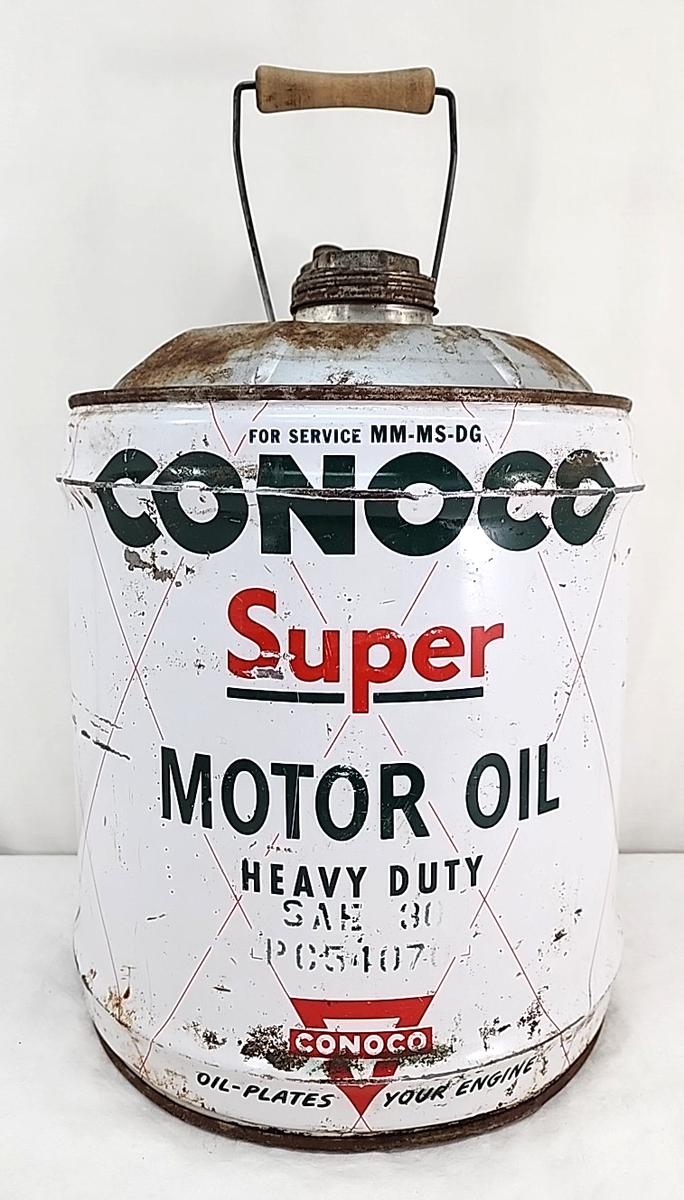 FOR SERVICE MM-MS-DG
CONOCO
Super
MOTOR OIL
HEAVY DUTY
SAE 30
CONOCO
OIL-PLATES YOUR ENGINE